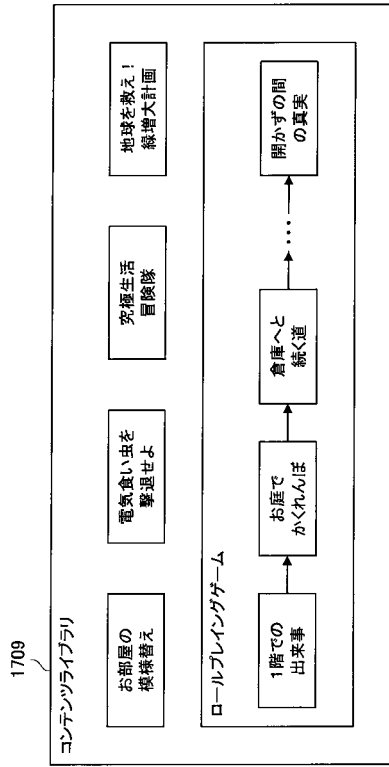 1709
コンテンツライブラリ
お部屋の
模様替え
電気食い虫を
撃退せよ
究極生活
冒険隊
地球を救え！
緑増大計画
ロールプレイングゲーム
1階での
出来事
お庭で
かくれんぼ
倉庫へと
続く道
....
開かずの間
の真実